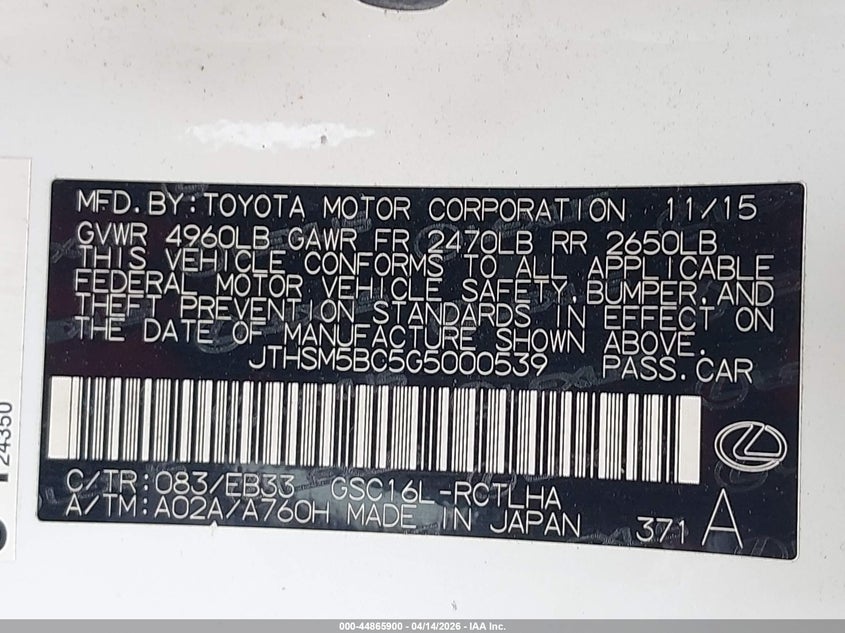 MFD.BY:TOYOTA MOTOR CORPORATION 11/15
GVWR 4960LB GAWR FR 2470LB RR 2650LB
THIS VEHICLE CONFORMS TO ALL APPLICABLE
FEDERAL MOTOR VEHICLE SAFETY,BUMPER,AND
THEFT PREVENTION STANDARDS IN EFFECT ON
THE DATE OF MANUFACTURE SHOWN ABOVE.
JTHSM5BC5G5000539 PASS.CAR
C/TR:083/EB33 GSC16L-RCTLHA
A/TM:A02A/A760H MADE IN JAPAN 371 A
24350
000-44865900 - 04/14/2026 - IAA Inc.